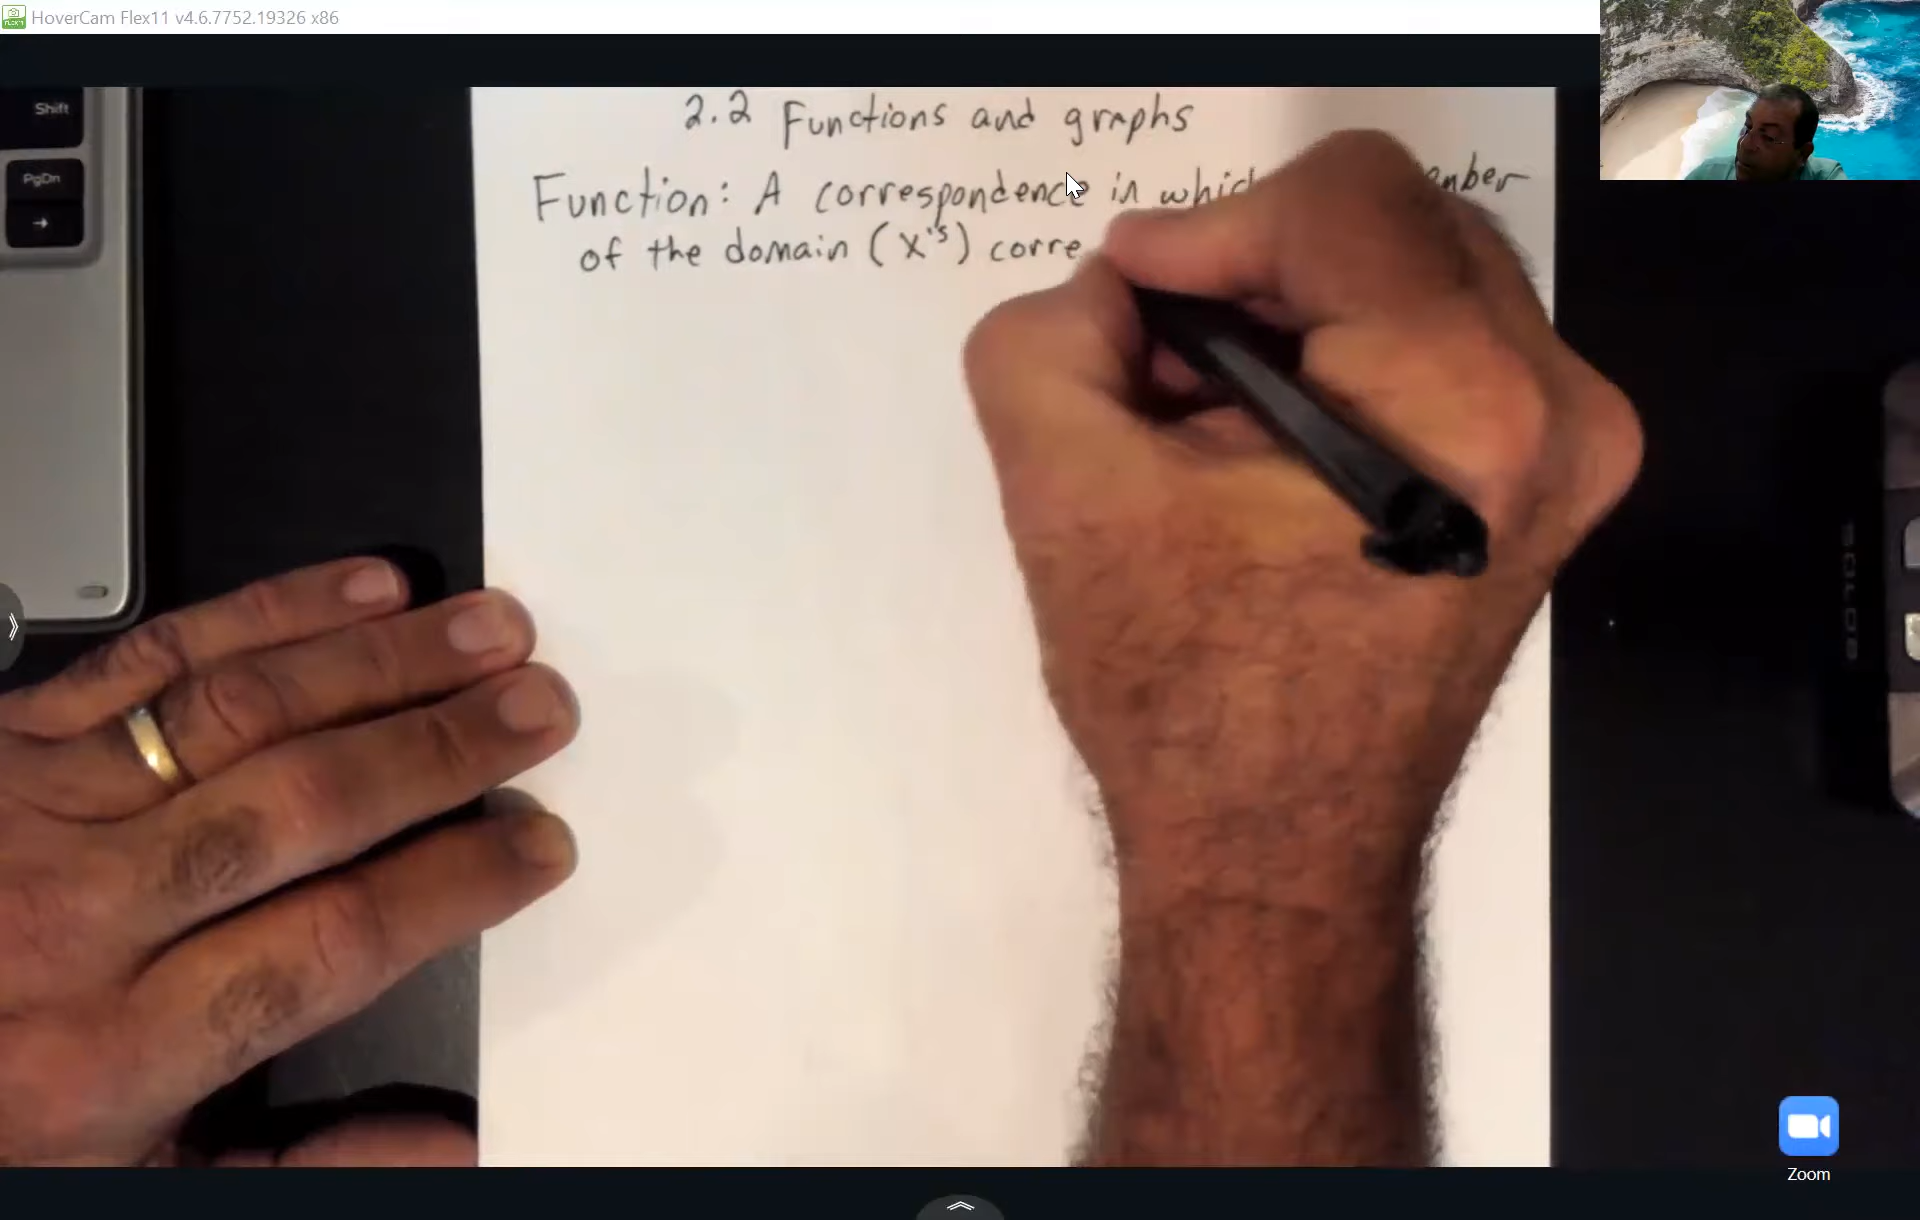 HoverCam Flex11 v4.6.7752.19326 x86
Shift
PgDn
2.2 Functions and graphs
Function: A correspondence in which
of the domain (x's) corre
Zoom